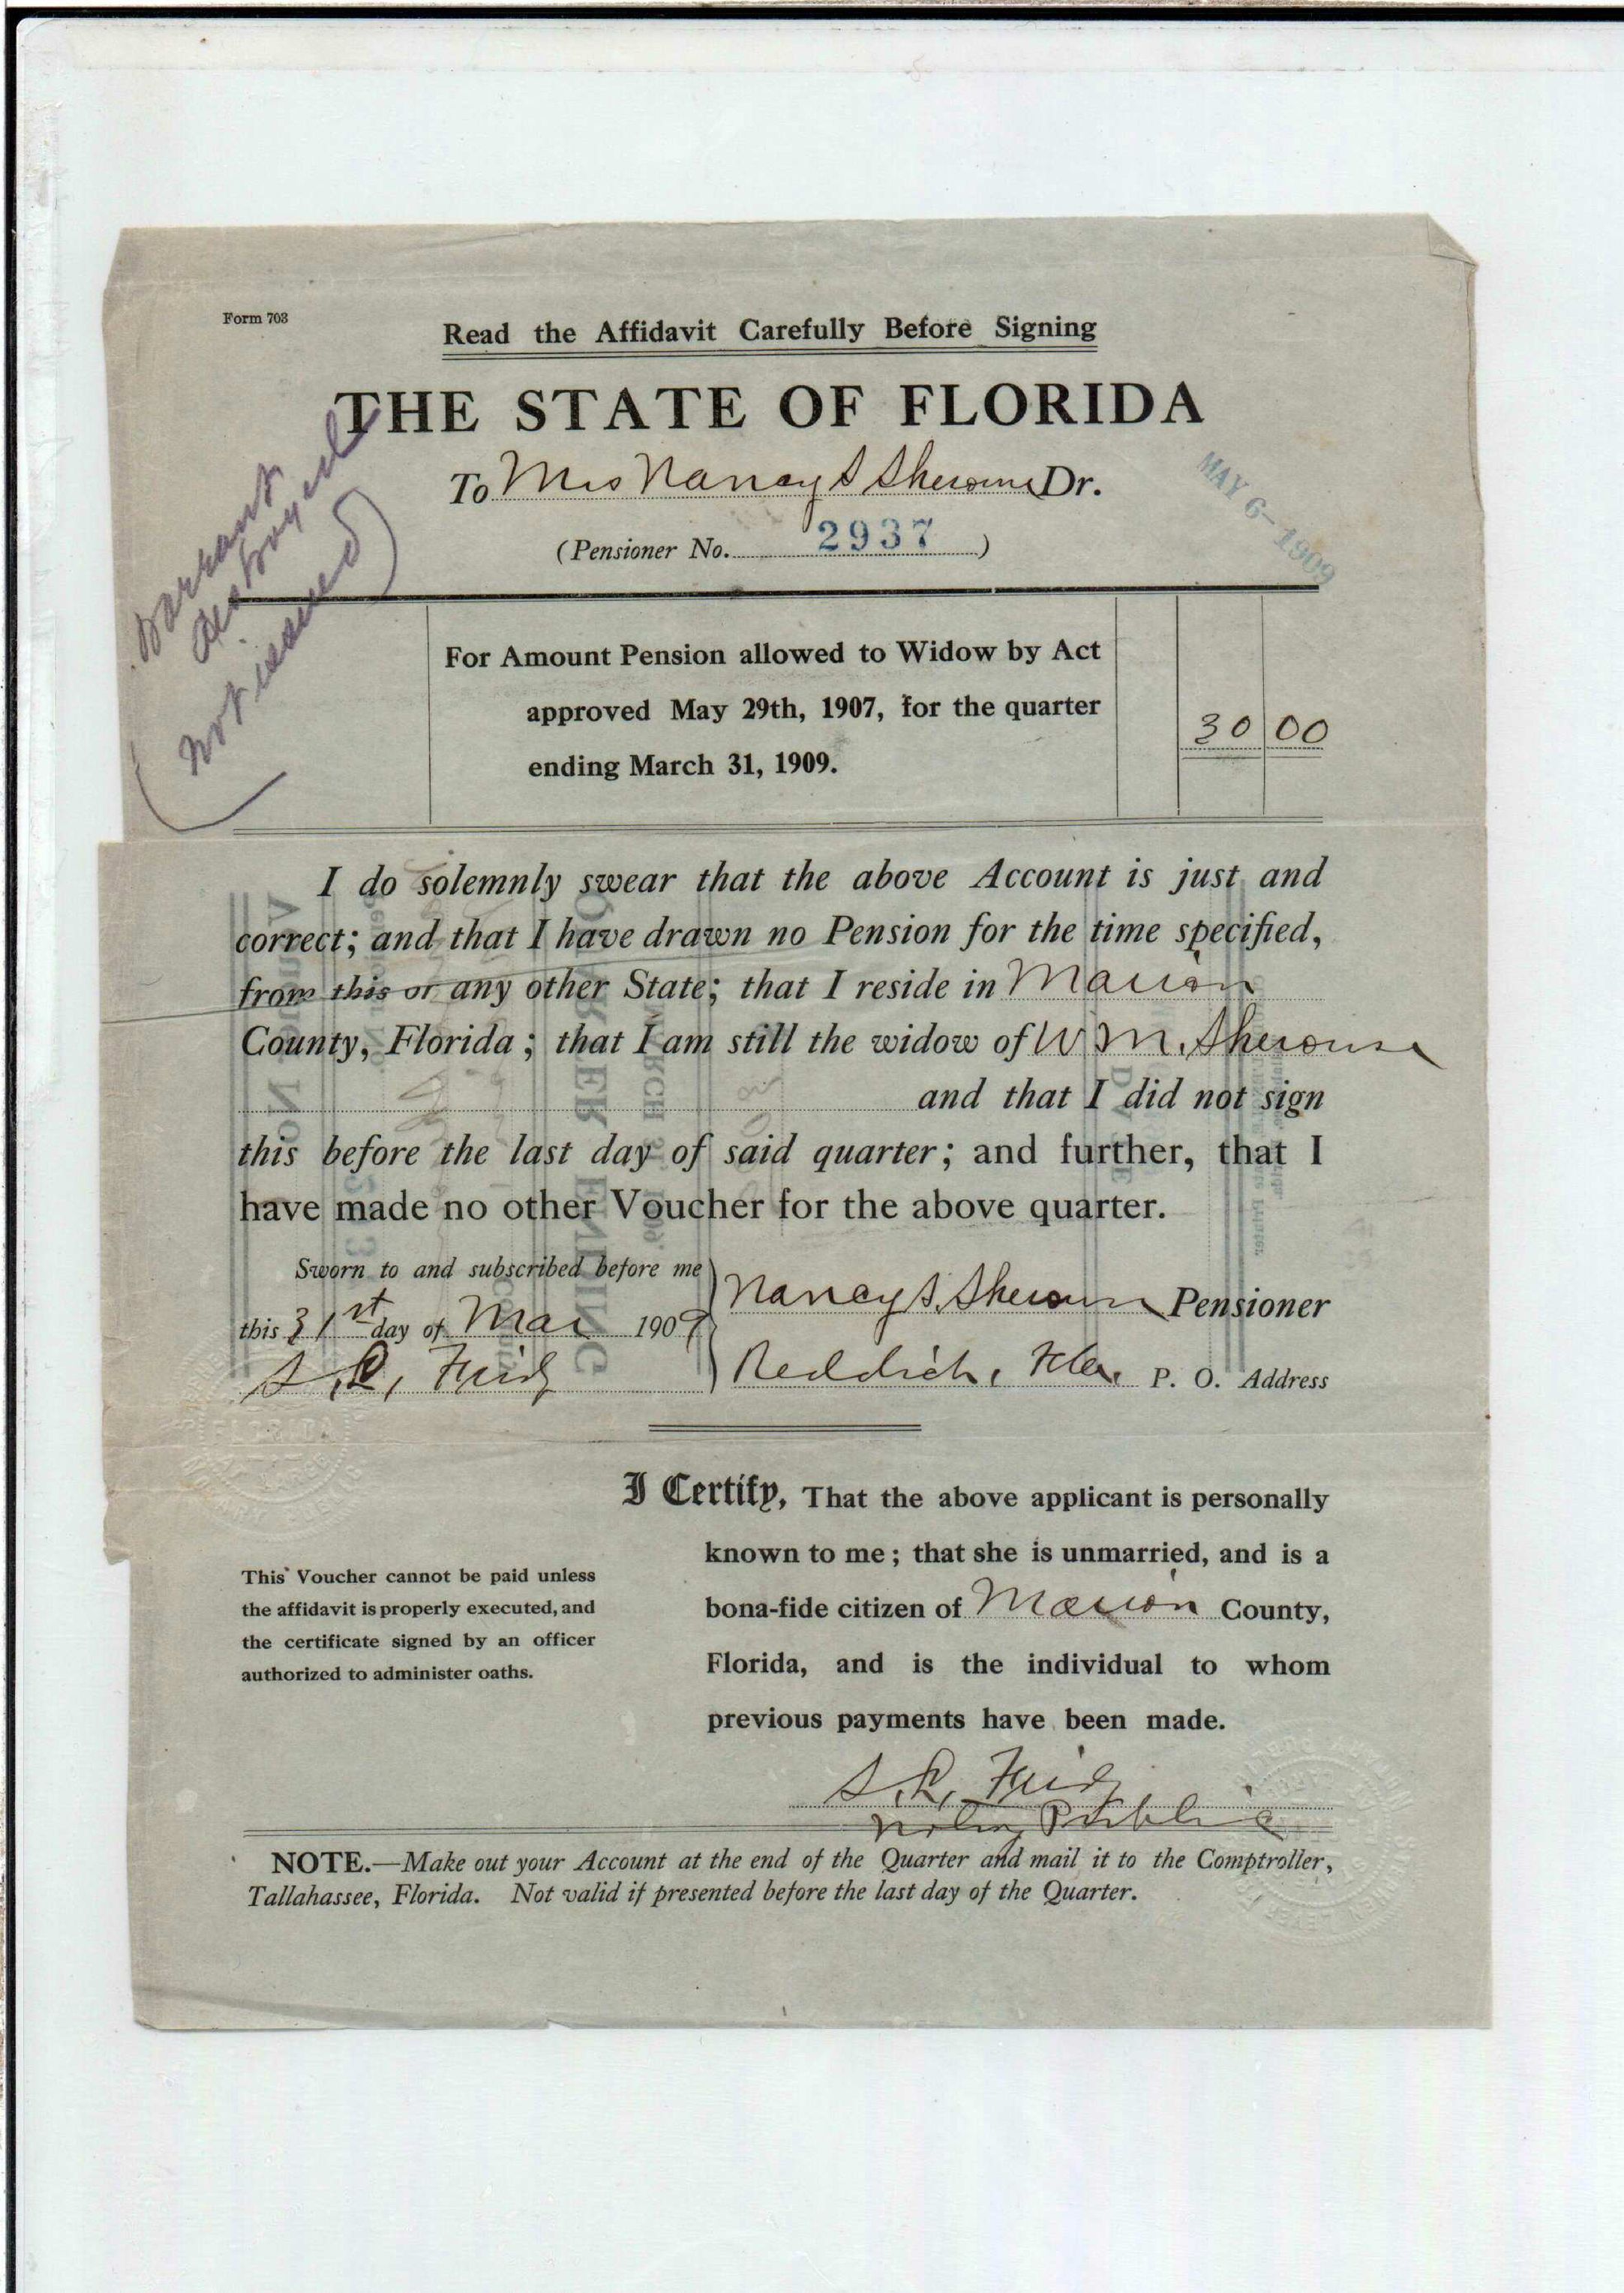 Form 703
Read the Affidavit Carefully Before Signing
THE STATE OF FLORIDA
To Mrs Nancy S Sherouse Dr.
(Pensioner No. 2937)
MAY 6- 1909
Warrant
destroyed
(not issued)
For Amount Pension allowed to Widow by Act
approved May 29th, 1907, for the quarter
ending March 31, 1909.
30 00
I do solemnly swear that the above Account is just and
correct; and that I have drawn no Pension for the time specified,
from this or any other State; that I reside in Marion
County, Florida; that I am still the widow of W M. Sherouse
and that I did not sign
this before the last day of said quarter; and further, that I
have made no other Voucher for the above quarter.
Sworn to and subscribed before me
this 31st day of Mar 1909
Nancy S. Sherouse Pensioner
Reddick, Fla. P. O. Address
I Certify, That the above applicant is personally
known to me; that she is unmarried, and is a
bona-fide citizen of Marion County,
Florida, and is the individual to whom
previous payments have been made.
This Voucher cannot be paid unless
the affidavit is properly executed, and
the certificate signed by an officer
authorized to administer oaths.
Notary Public
NOTE.—Make out your Account at the end of the Quarter and mail it to the Comptroller,
Tallahassee, Florida. Not valid if presented before the last day of the Quarter.